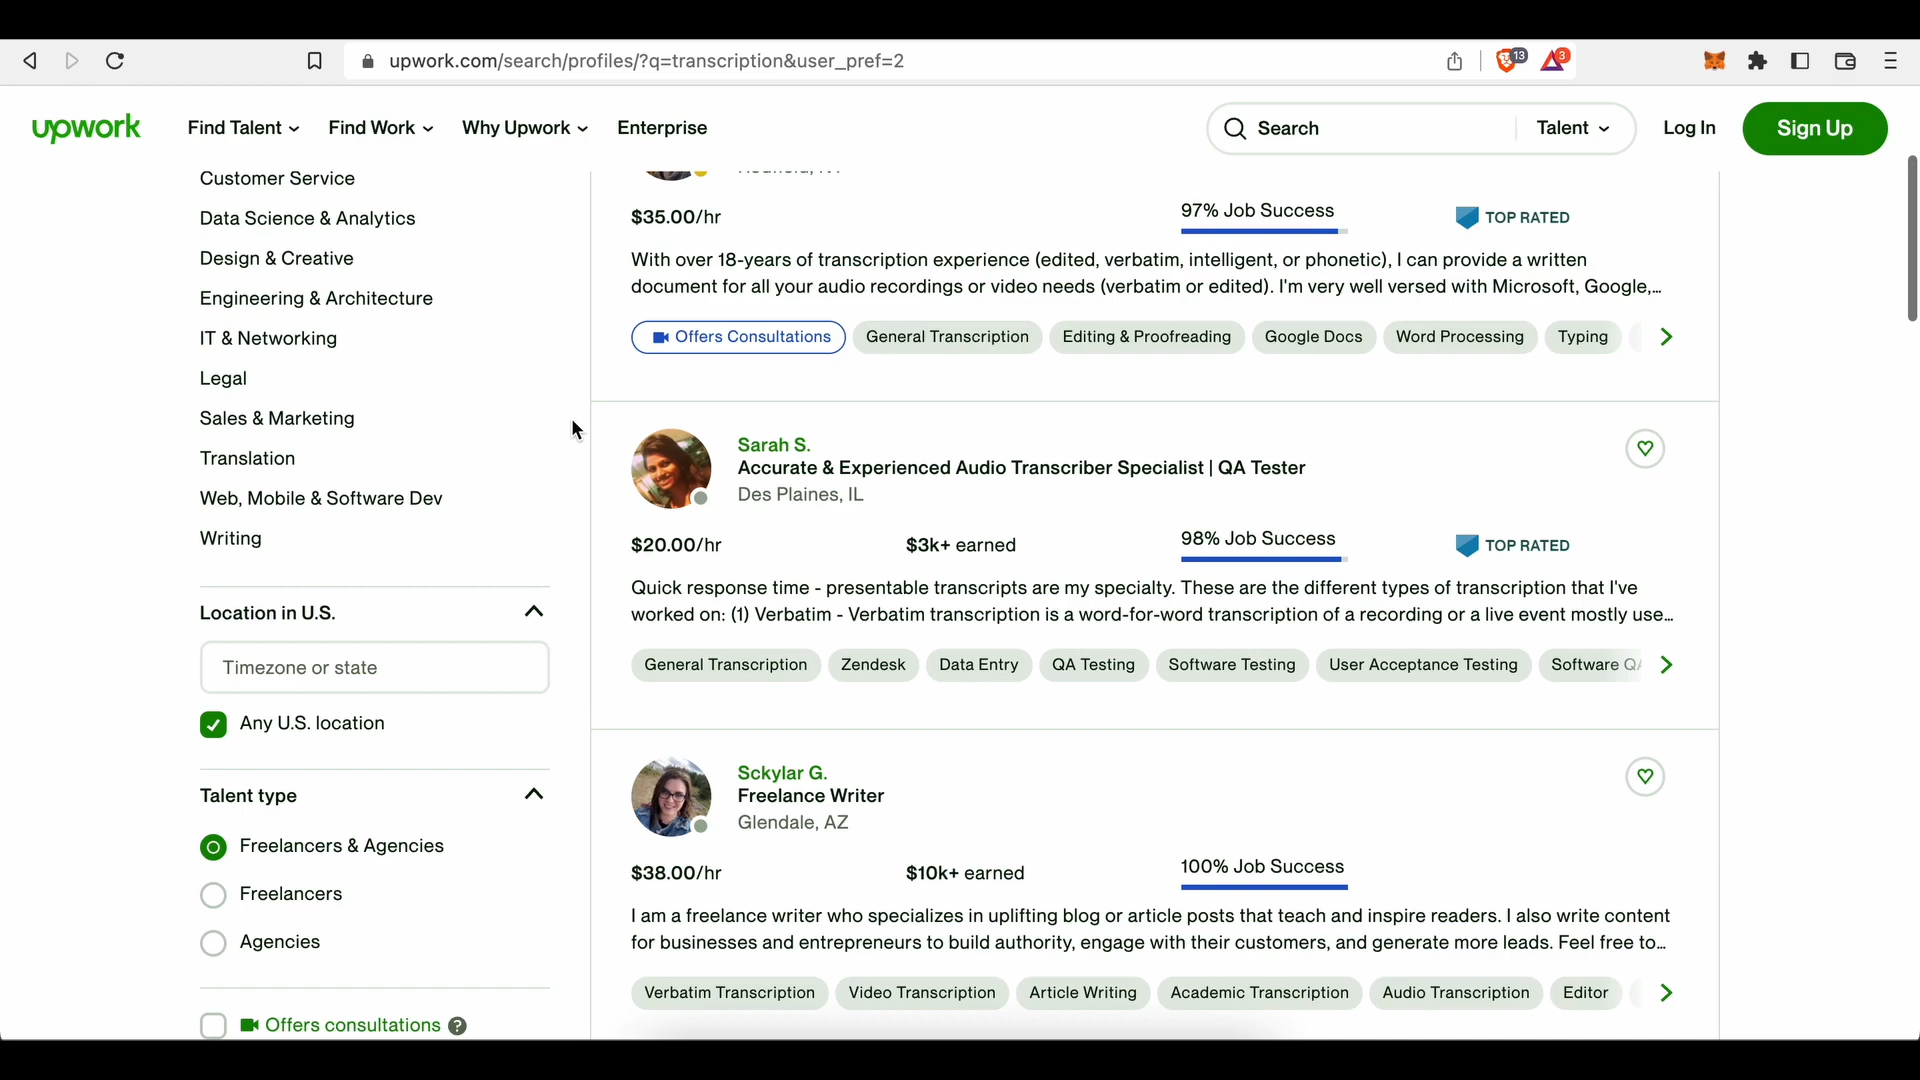 upwork.com/search/profiles/?q=transcription&user_pref=2
13
3
upwork
Find Talent
Find Work
Why Upwork
Enterprise
Search
Talent
Log In
Sign Up
Customer Service
Data Science & Analytics
Design & Creative
Engineering & Architecture
IT & Networking
Legal
Sales & Marketing
Translation
Web, Mobile & Software Dev
Writing
Location in U.S.
Timezone or state
Any U.S. location
Talent type
Freelancers & Agencies
Freelancers
Agencies
Offers consultations ?
$35.00/hr
97% Job Success
TOP RATED
With over 18-years of transcription experience (edited, verbatim, intelligent, or phonetic), I can provide a written
document for all your audio recordings or video needs (verbatim or edited). I'm very well versed with Microsoft, Google,...
Offers Consultations
General Transcription
Editing & Proofreading
Google Docs
Word Processing
Typing
Sarah S.
Accurate & Experienced Audio Transcriber Specialist | QA Tester
Des Plaines, IL
$20.00/hr
$3k+ earned
98% Job Success
TOP RATED
Quick response time - presentable transcripts are my specialty. These are the different types of transcription that I've
worked on: (1) Verbatim - Verbatim transcription is a word-for-word transcription of a recording or a live event mostly use...
General Transcription
Zendesk
Data Entry
QA Testing
Software Testing
User Acceptance Testing
Software QA
Sckylar G.
Freelance Writer
Glendale, AZ
$38.00/hr
$10k+ earned
100% Job Success
I am a freelance writer who specializes in uplifting blog or article posts that teach and inspire readers. I also write content
for businesses and entrepreneurs to build authority, engage with their customers, and generate more leads. Feel free to...
Verbatim Transcription
Video Transcription
Article Writing
Academic Transcription
Audio Transcription
Editor